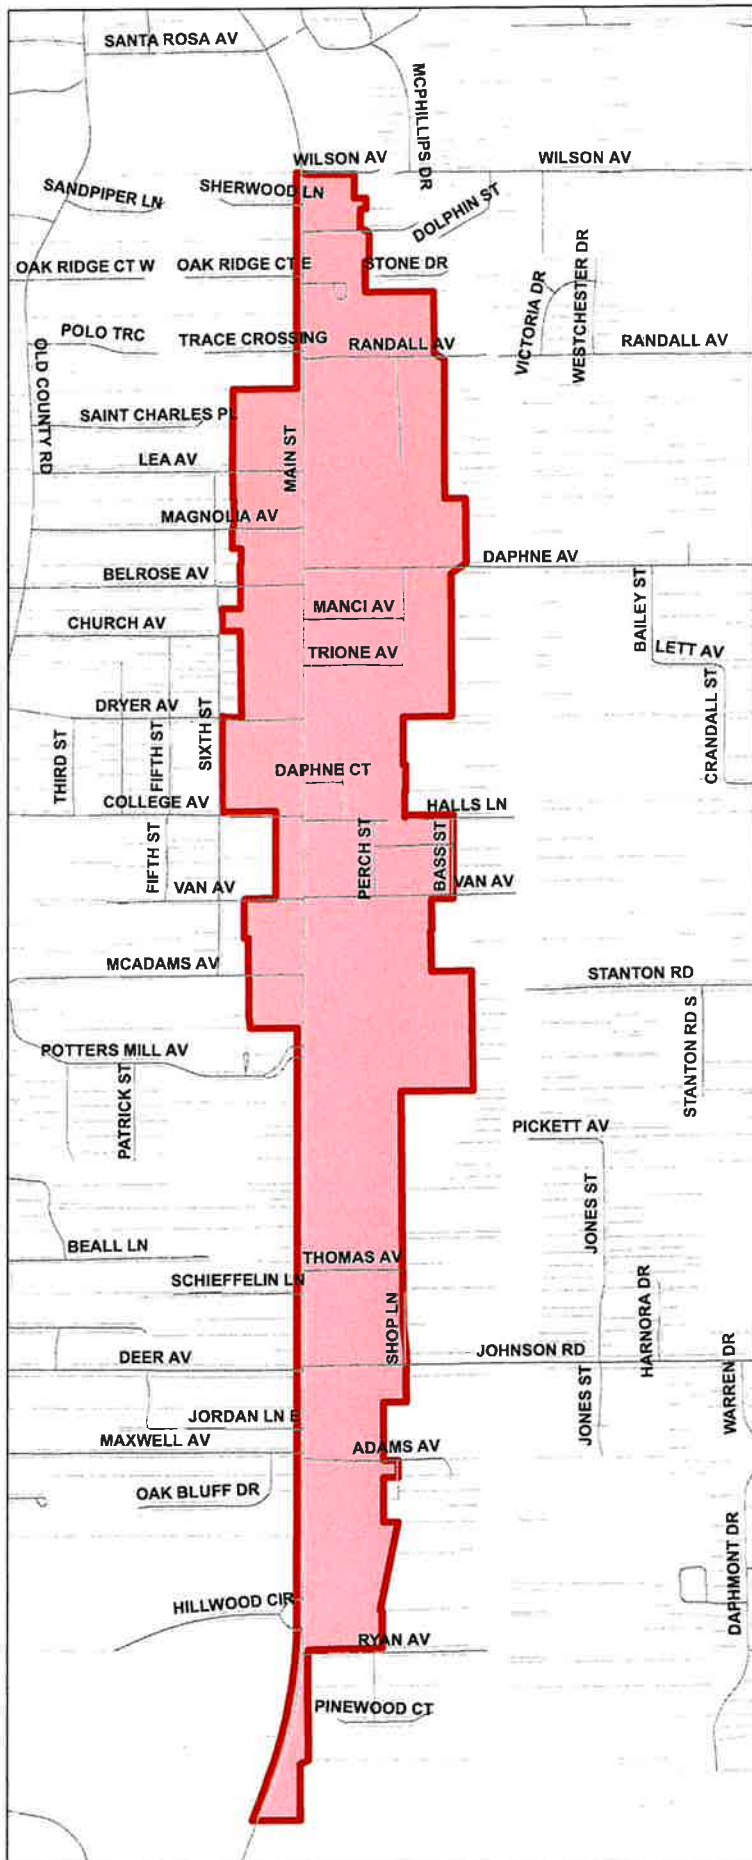 SANTA ROSA AV
MCPHILLIPS DR
WILSON AV
WILSON AV
SANDPIPER LN
SHERWOOD LN
DOLPHIN ST
OAK RIDGE CT W
OAK RIDGE CT E
STONE DR
VICTORIA DR
WESTCHESTER DR
POLO TRC
TRACE CROSSING
RANDALL AV
RANDALL AV
OLD COUNTY RD
SAINT CHARLES PL
MAIN ST
LEA AV
MAGNOLIA AV
DAPHNE AV
BELROSE AV
MANCI AV
BAILEY ST
CHURCH AV
TRIONE AV
LETT AV
CRANDALL ST
DRYER AV
THIRD ST
FIFTH ST
SIXTH ST
DAPHNE CT
COLLEGE AV
HALLS LN
FIFTH ST
PERCH ST
BASS ST
VAN AV
VAN AV
MCADAMS AV
STANTON RD
STANTON RD S
POTTERS MILL AV
PATRICK ST
PICKETT AV
JONES ST
BEALL LN
THOMAS AV
SCHIEFFELIN LN
HARNORA DR
SHOP LN
DEER AV
JOHNSON RD
WARREN DR
JONES ST
JORDAN LN E
MAXWELL AV
ADAMS AV
OAK BLUFF DR
DAPHMONT DR
HILLWOOD CIR
RYAN AV
PINEWOOD CT